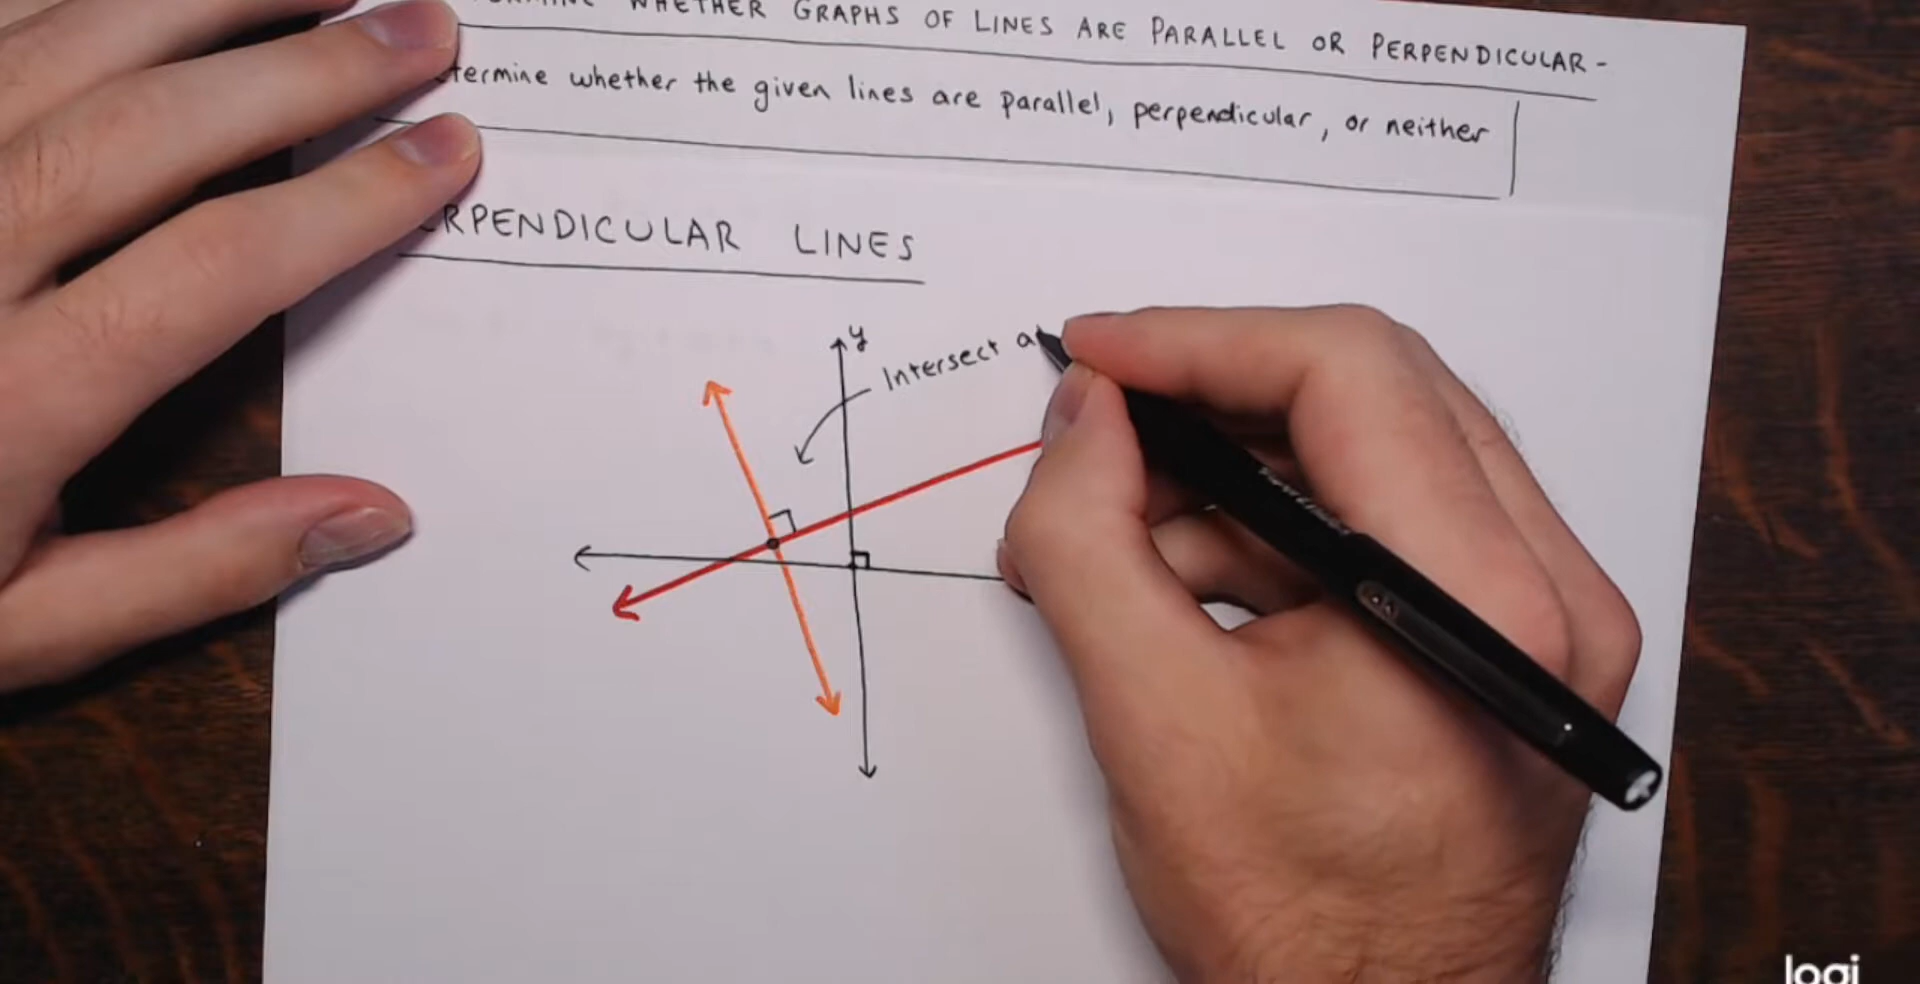 WHETHER GRAPHS OF LINES ARE PARALLEL OR PERPENDICULAR -
termine whether the given lines are parallel, perpendicular, or neither
RPENDICULAR LINES
y
Intersect a
logi